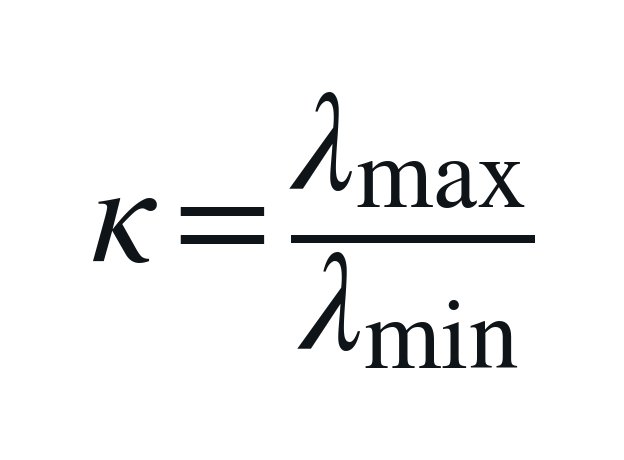 κ = λmax / λmin